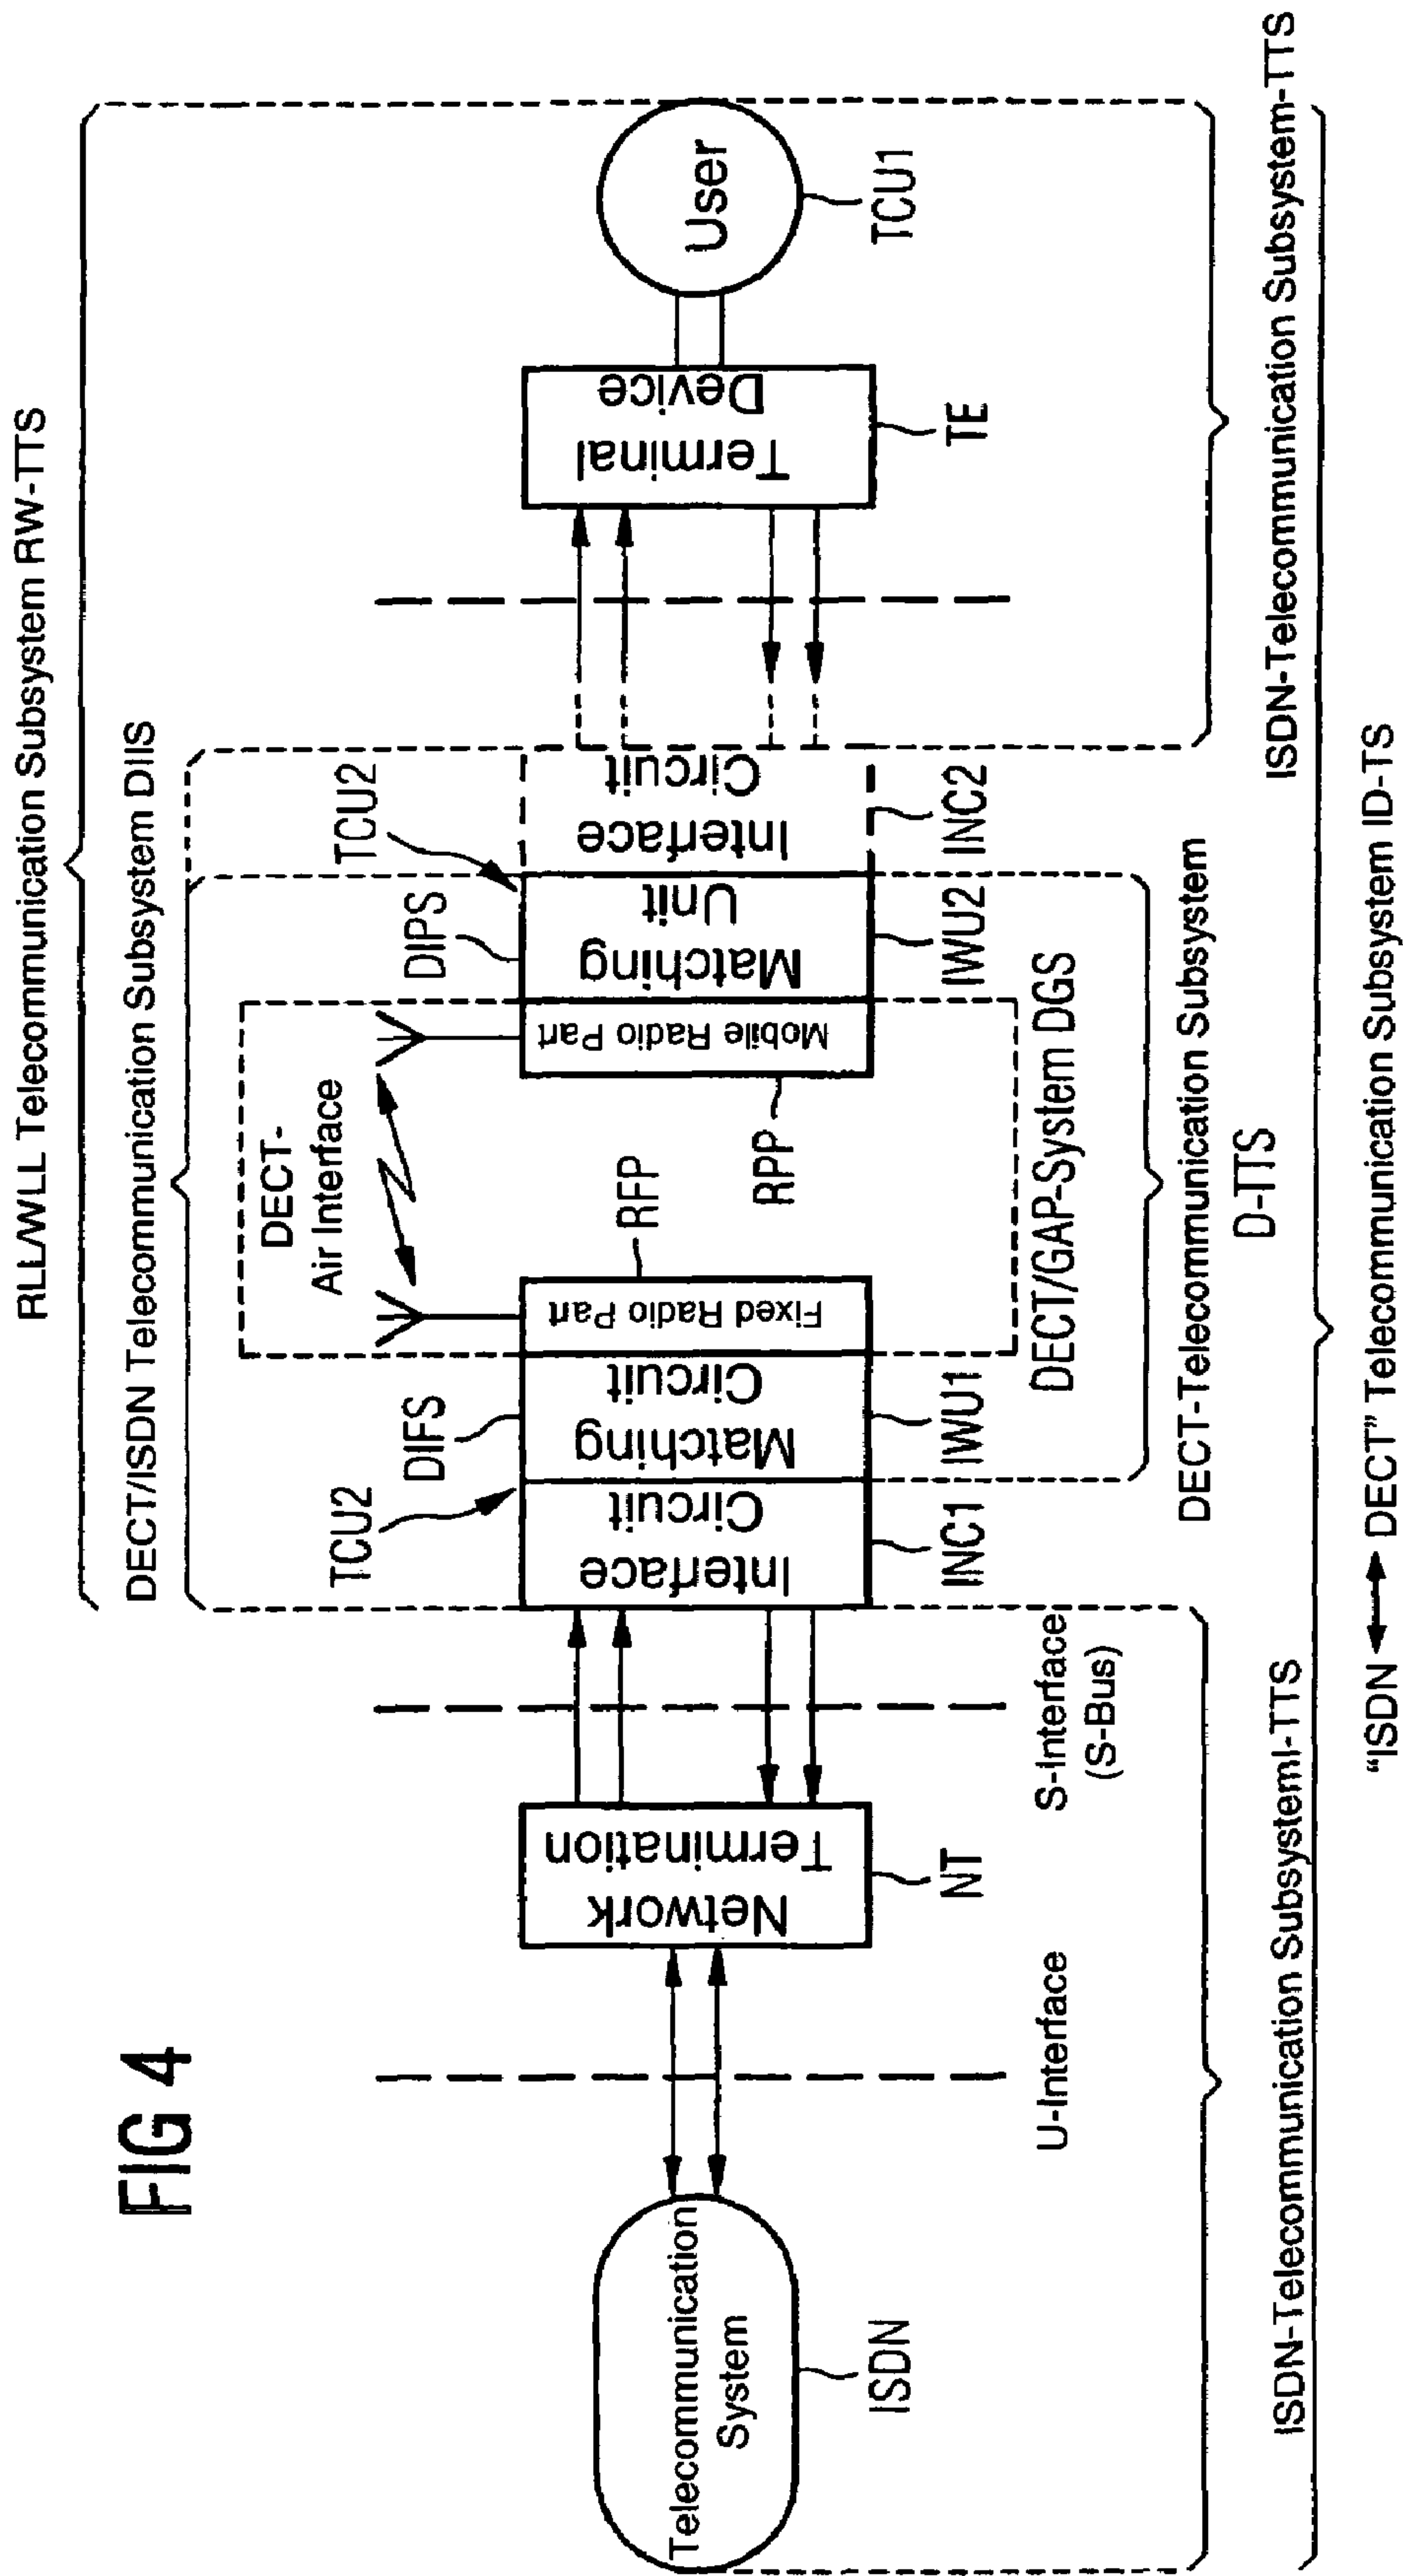 FIG 4
RLL/WLL Telecommunication Subsystem RW-TTS
DECT/ISDN Telecommunication Subsystem DIIS
DECT-
Air Interface
TCU2
DIFS
RFP
DIPS
TCU2
Telecommunication
System
ISDN
Network
Termination
NT
Interface
Circuit
INC1
Matching
Circuit
IWU1
Fixed Radio Part
Mobile Radio Part
RPP
Matching
Unit
IWU2
Interface
Circuit
INC2
Terminal
Device
TE
User
TCU1
U-Interface
S-Interface
(S-Bus)
DECT/GAP-System DGS
DECT-Telecommunication Subsystem
D-TTS
ISDN-Telecommunication SubsystemI-TTS
ISDN-Telecommunication Subsystem-TTS
“ISDN ↔ DECT” Telecommunication Subsystem ID-TS